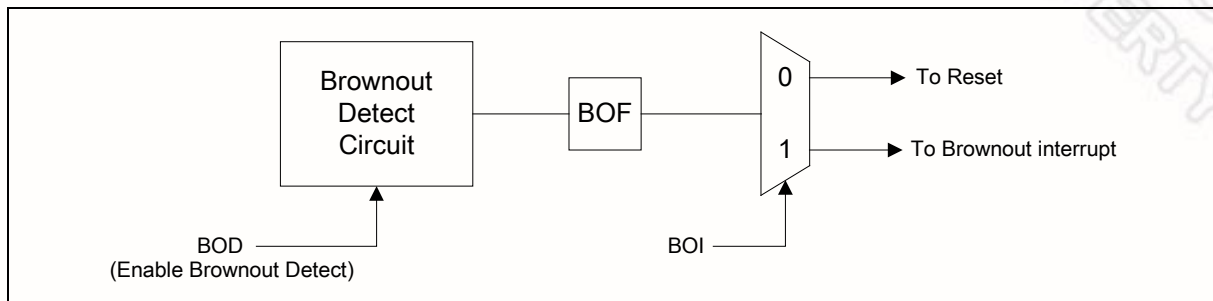 Brownout
Detect
Circuit
BOF
0
To Reset
1
To Brownout interrupt
BOD
(Enable Brownout Detect)
BOI